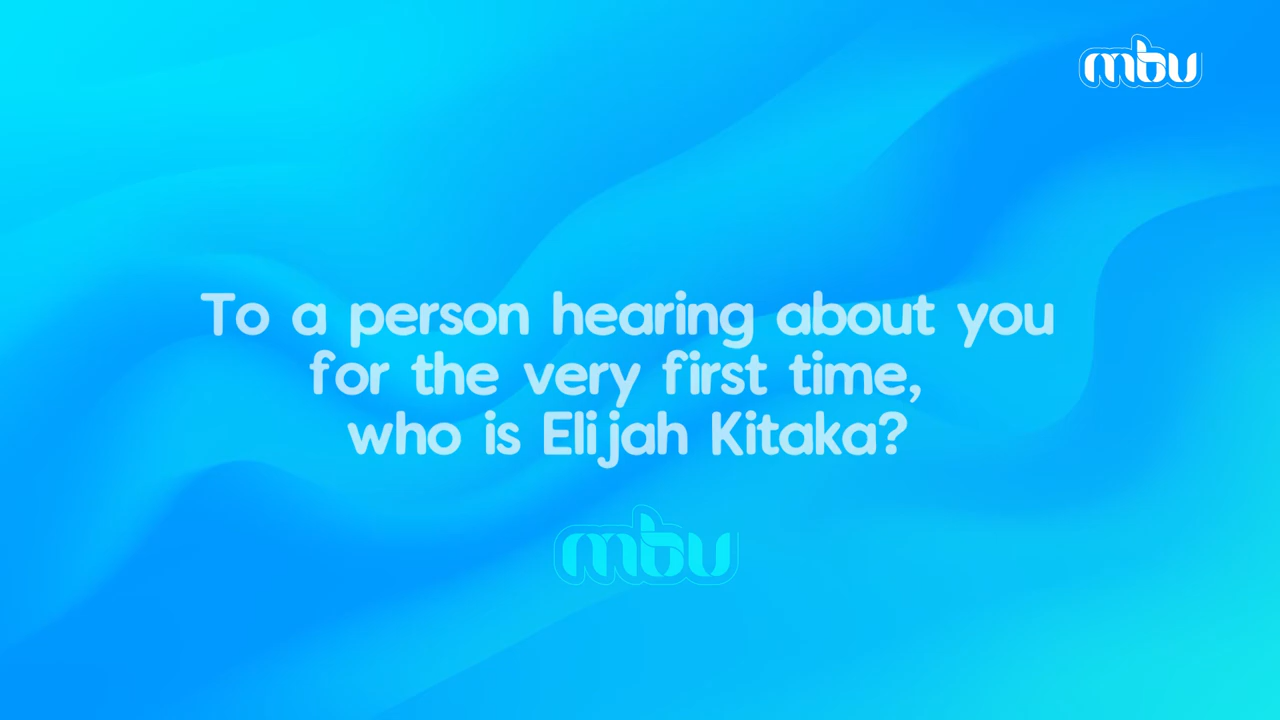 mbu
To a person hearing about you
for the very first time,
who is Elijah Kitaka?
mbu